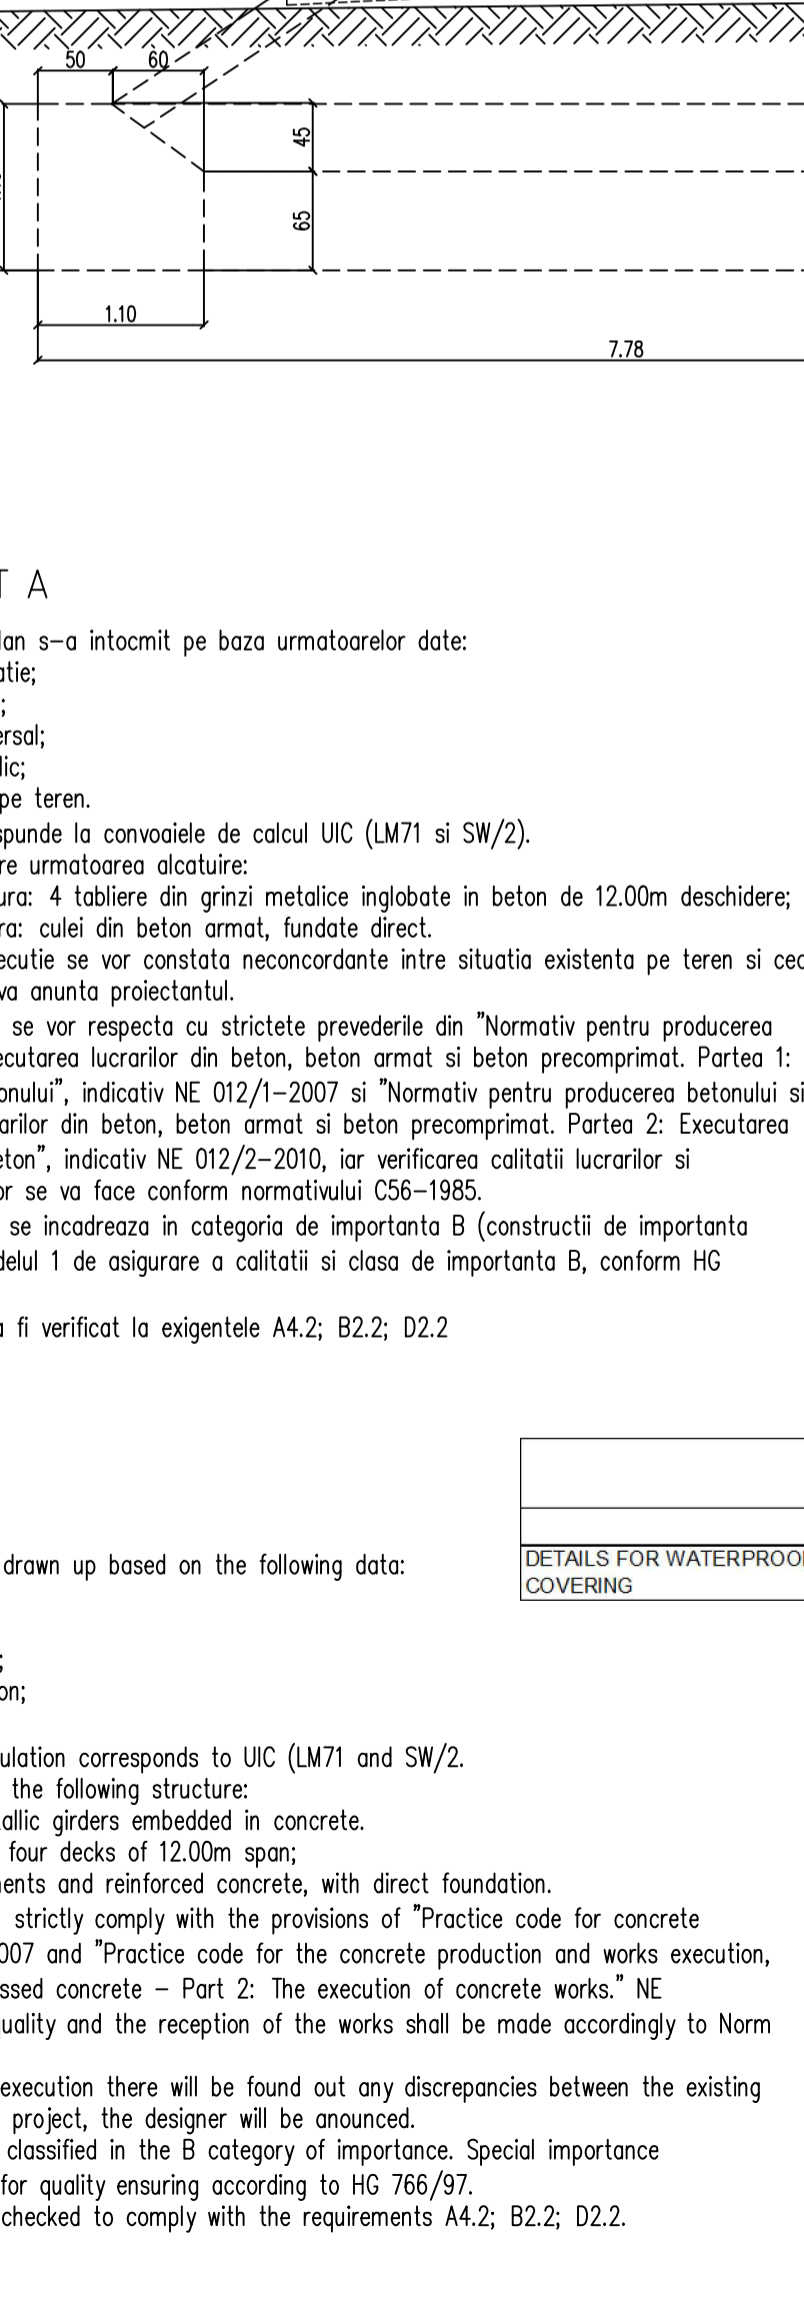 50
60
45
65
1.10
7.78
T A
lan s-a intocmit pe baza urmatoarelor date:
atie;
;
ersal;
lic;
pe teren.
spunde la convoaiele de calcul UIC (LM71 si SW/2).
re urmatoarea alcatuire:
ura: 4 tabliere din grinzi metalice inglobate in beton de 12.00m deschidere;
ra: culei din beton armat, fundate direct.
ecutie se vor constata neconcordante intre situatia existenta pe teren si cec
va anunta proiectantul.
se vor respecta cu strictete prevederile din "Normativ pentru producerea
ecutarea lucrarilor din beton, beton armat si beton precomprimat. Partea 1:
onului", indicativ NE 012/1-2007 si "Normativ pentru producerea betonului si
arilor din beton, beton armat si beton precomprimat. Partea 2: Executarea
eton", indicativ NE 012/2-2010, iar verificarea calitatii lucrarilor si
or se va face conform normativului C56-1985.
se incadreaza in categoria de importanta B (constructii de importanta
delul 1 de asigurare a calitatii si clasa de importanta B, conform HG
a fi verificat la exigentele A4.2; B2.2; D2.2
DETAILS FOR WATERPROO
COVERING
drawn up based on the following data:
;
on;
ulation corresponds to UIC (LM71 and SW/2.
the following structure:
allic girders embedded in concrete.
four decks of 12.00m span;
ents and reinforced concrete, with direct foundation.
strictly comply with the provisions of "Practice code for concrete
007 and "Practice code for the concrete production and works execution,
ssed concrete - Part 2: The execution of concrete works." NE
quality and the reception of the works shall be made accordingly to Norm
execution there will be found out any discrepancies between the existing
project, the designer will be anounced.
classified in the B category of importance. Special importance
for quality ensuring according to HG 766/97.
checked to comply with the requirements A4.2; B2.2; D2.2.